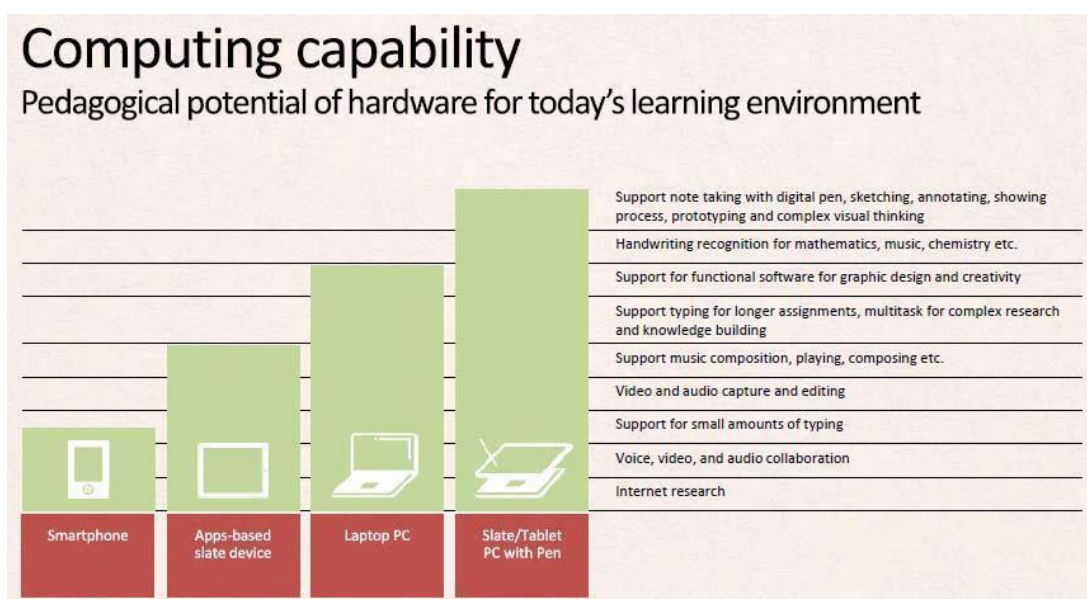 Computing capability
Pedagogical potential of hardware for today's learning environment
Support note taking with digital pen, sketching, annotating, showing
process, prototyping and complex visual thinking
Handwriting recognition for mathematics, music, chemistry etc.
Support for functional software for graphic design and creativity
Support typing for longer assignments, multitask for complex research
and knowledge building
Support music composition, playing, composing etc.
Video and audio capture and editing
Support for small amounts of typing
Voice, video, and audio collaboration
Internet research
Smartphone
Apps-based
slate device
Laptop PC
Slate/Tablet
PC with Pen